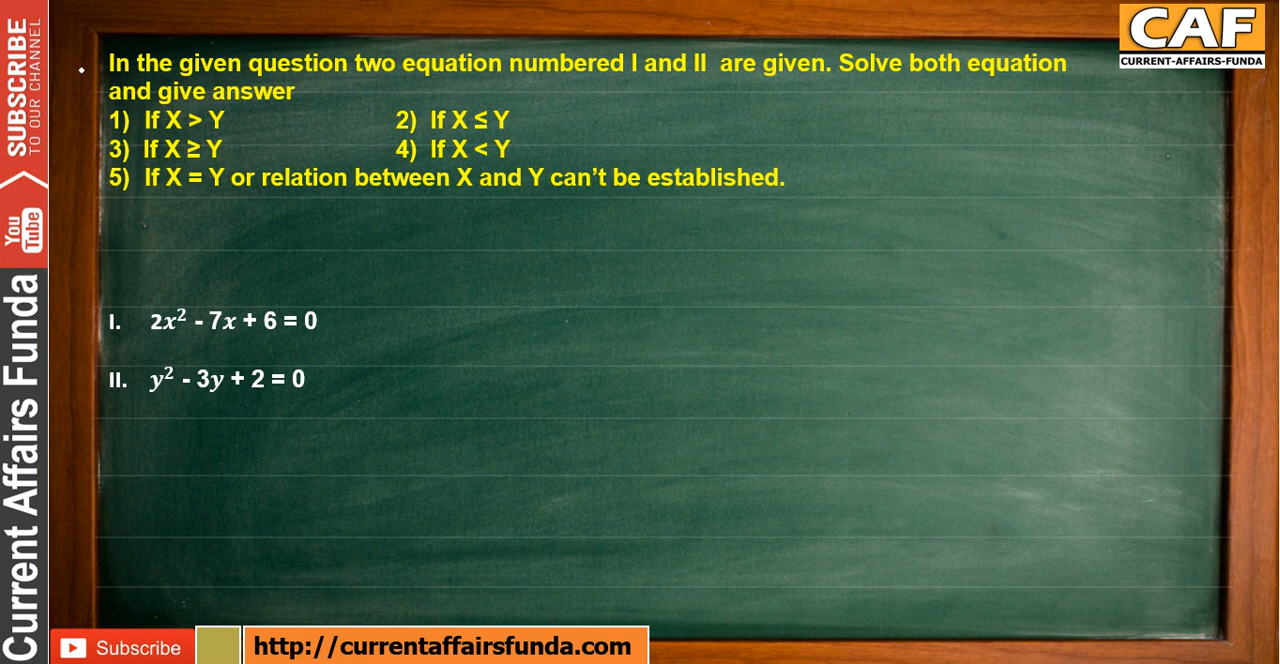 SUBSCRIBE
TO OUR CHANNEL
You
Tube
Current Affairs Funda
CAF
CURRENT-AFFAIRS-FUNDA
• In the given question two equation numbered I and II are given. Solve both equation
and give answer
1) If X > Y 2) If X ≤ Y
3) If X ≥ Y 4) If X < Y
5) If X = Y or relation between X and Y can’t be established.
I. 2x² - 7x + 6 = 0
II. y² - 3y + 2 = 0
Subscribe
http://currentaffairsfunda.com